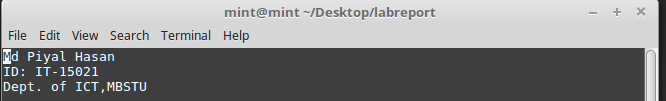 mint@mint ~/Desktop/labreport
File Edit View Search Terminal Help
Md Piyal Hasan
ID: IT-15021
Dept. of ICT,MBSTU